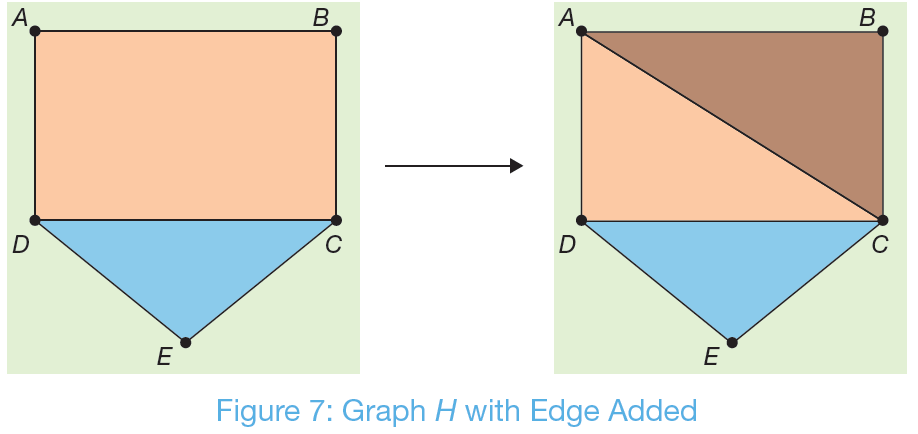 A B
D C
E
A B
D C
E
Figure 7: Graph H with Edge Added